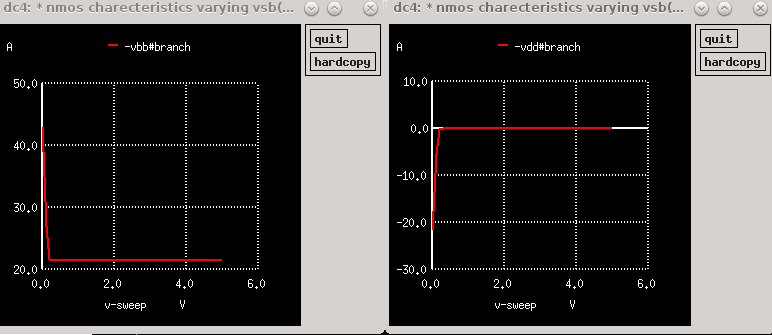 dc4: * nmos charecteristics varying vsb(...
quit
hardcopy
A
-vbb#branch
50.0
40.0
30.0
20.0
0.0 2.0 4.0 6.0
v-sweep V
dc4: * nmos charecteristics varying vsb(...
quit
hardcopy
A
-vdd#branch
10.0
0.0
-10.0
-20.0
-30.0
0.0 2.0 4.0 6.0
v-sweep V